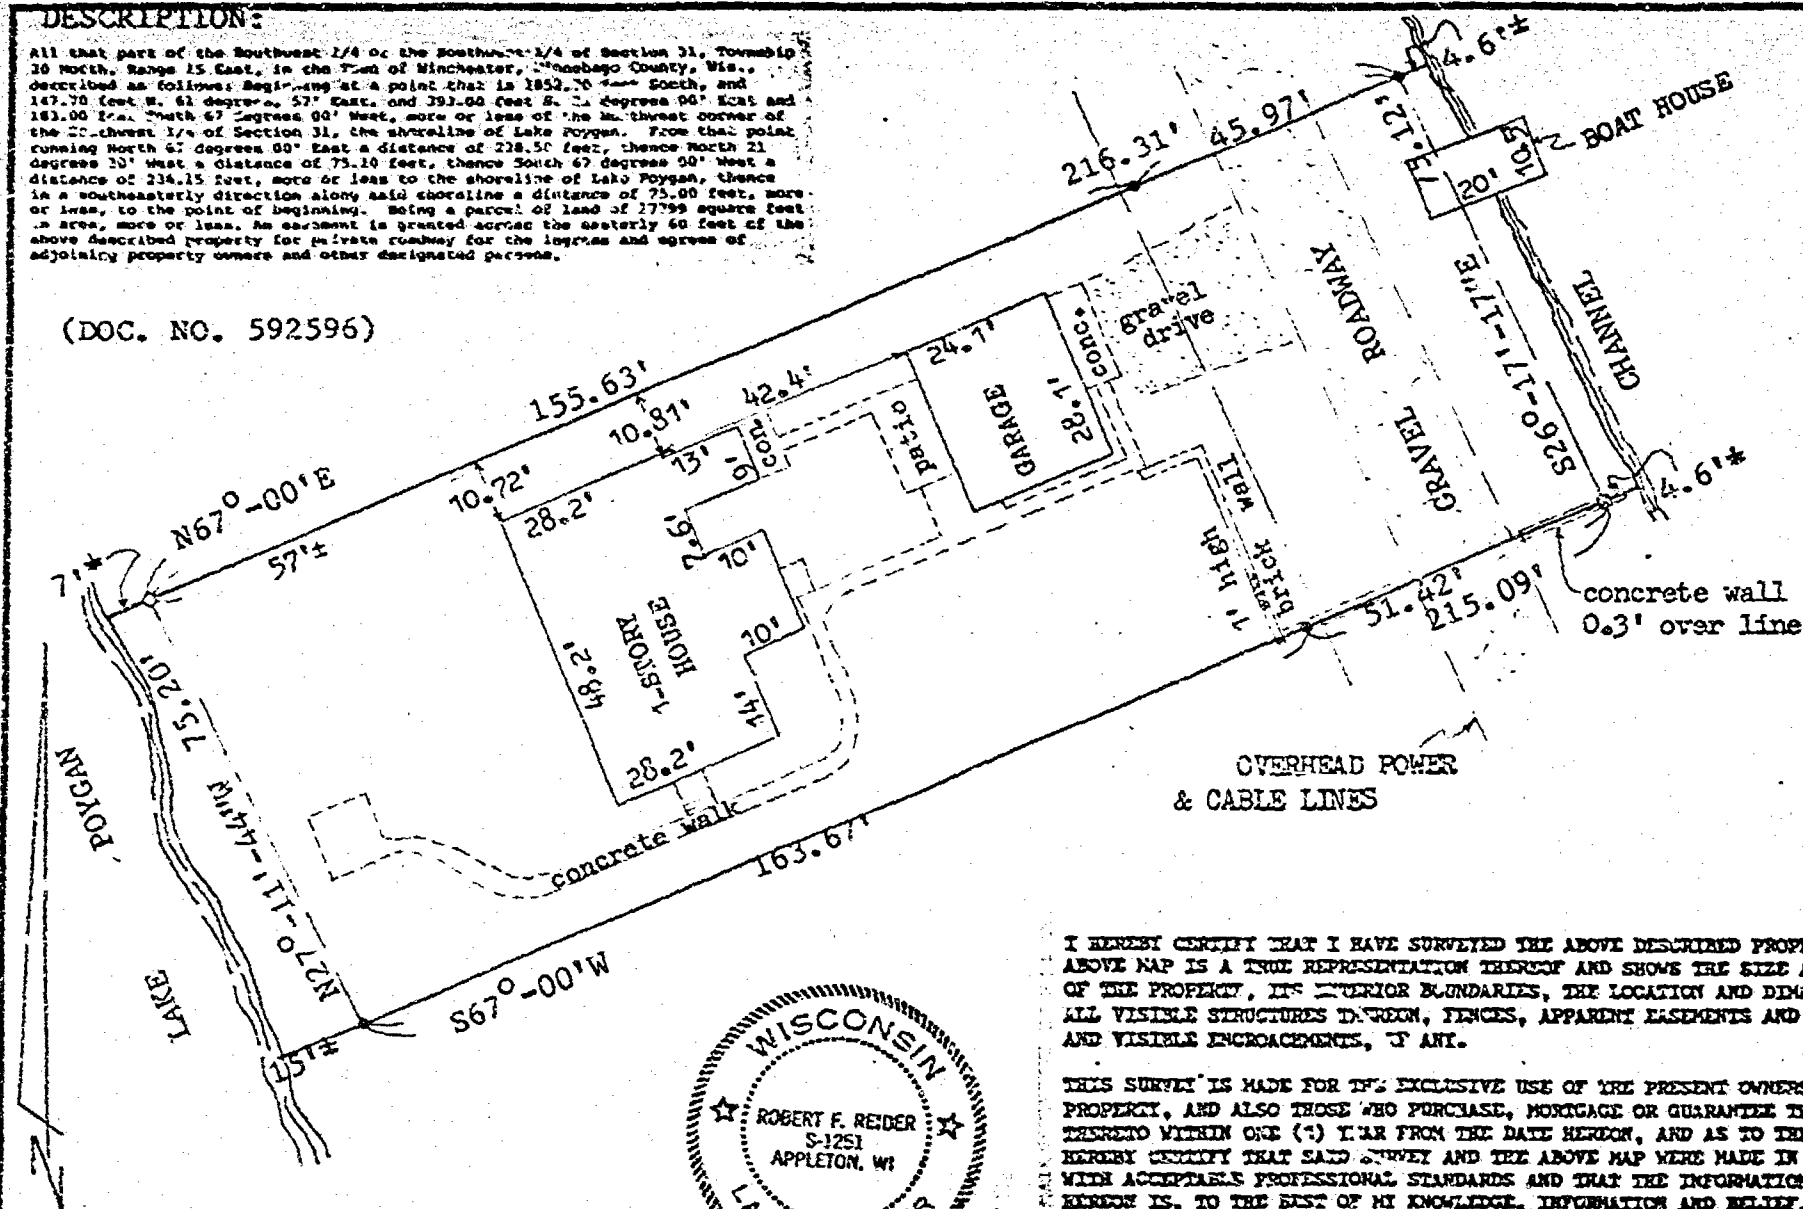 DESCRIPTION:
All that part of the Southwest 1/4 of the Southwest 1/4 of Section 31, Township
20 North, Range 15 East, in the Town of Winchester, Winnebago County, Wis.,
described as follows: Beginning at a point that is 1852.70 feet South, and
147.70 feet N. 61 degrees, 57' East, and 393.00 feet S. degrees 00' East and
183.00 feet South 67 degrees 00' West, more or less of the Northwest corner of
the 1/4 of Section 31, the shoreline of Lake Poygan. From that point
running North 67 degrees 00' East a distance of 228.50 feet, thence North 21
degrees 30' West a distance of 75.10 feet, thence South 67 degrees 00' West a
distance of 234.15 feet, more or less to the shoreline of Lake Poygan, thence
in a southeasterly direction along said shoreline a distance of 75.00 feet, more
or less, to the point of beginning. Being a parcel of land of 27799 square feet
in area, more or less. An easement is granted across the easterly 60 feet of the
above described property for private roadway for the ingress and egress of
adjoining property owners and other designated persons.
(DOC. NO. 592596)
4.6'±
BOAT HOUSE
10.5'
20'
75.12'
216.31'
45.97'
155.63'
N67°-00'E
57'±
7'±
10.72'
10.81'
42.4'
24.1'
28.1'
GARAGE
conc.
gravel
drive
patio
con
28.2'
13'
9'
7.6'
10'
10'
14'
28.2'
48.2'
1-STORY
HOUSE
GRAVEL ROADWAY
S26°-17'-17"E
CHANNEL
4.6'±
1' high brick wall
51.42'
215.09'
concrete wall
0.3' over line
OVERHEAD POWER
& CABLE LINES
concrete walk
163.67'
S67°-00'W
75.20'
N27°-11'-44"W
15'±
LAKE POYGAN
N
WISCONSIN
ROBERT F. REIDER
S-1251
APPLETON, WI
I HEREBY CERTIFY THAT I HAVE SURVEYED THE ABOVE DESCRIBED PROP
ABOVE MAP IS A TRUE REPRESENTATION THEREOF AND SHOWS THE SIZE A
OF THE PROPERTY, ITS EXTERIOR BOUNDARIES, THE LOCATION AND DIM
ALL VISIBLE STRUCTURES THEREON, FENCES, APPARENT EASEMENTS AND
AND VISIBLE ENCROACEMENTS, IF ANY.
THIS SURVEY IS MADE FOR THE EXCLUSIVE USE OF THE PRESENT OWNERS
PROPERTY, AND ALSO THOSE WHO PURCHASE, MORTGAGE OR GUARANTEE T
THERETO WITHIN ONE (1) YEAR FROM THE DATE HEREON, AND AS TO THE
HEREBY CERTIFY THAT SAID SURVEY AND THE ABOVE MAP WERE MADE IN
WITH ACCEPTABLE PROFESSIONAL STANDARDS AND THAT THE INFORMATION
HEREON IS, TO THE BEST OF MY KNOWLEDGE, INFORMATION AND BELIEF,